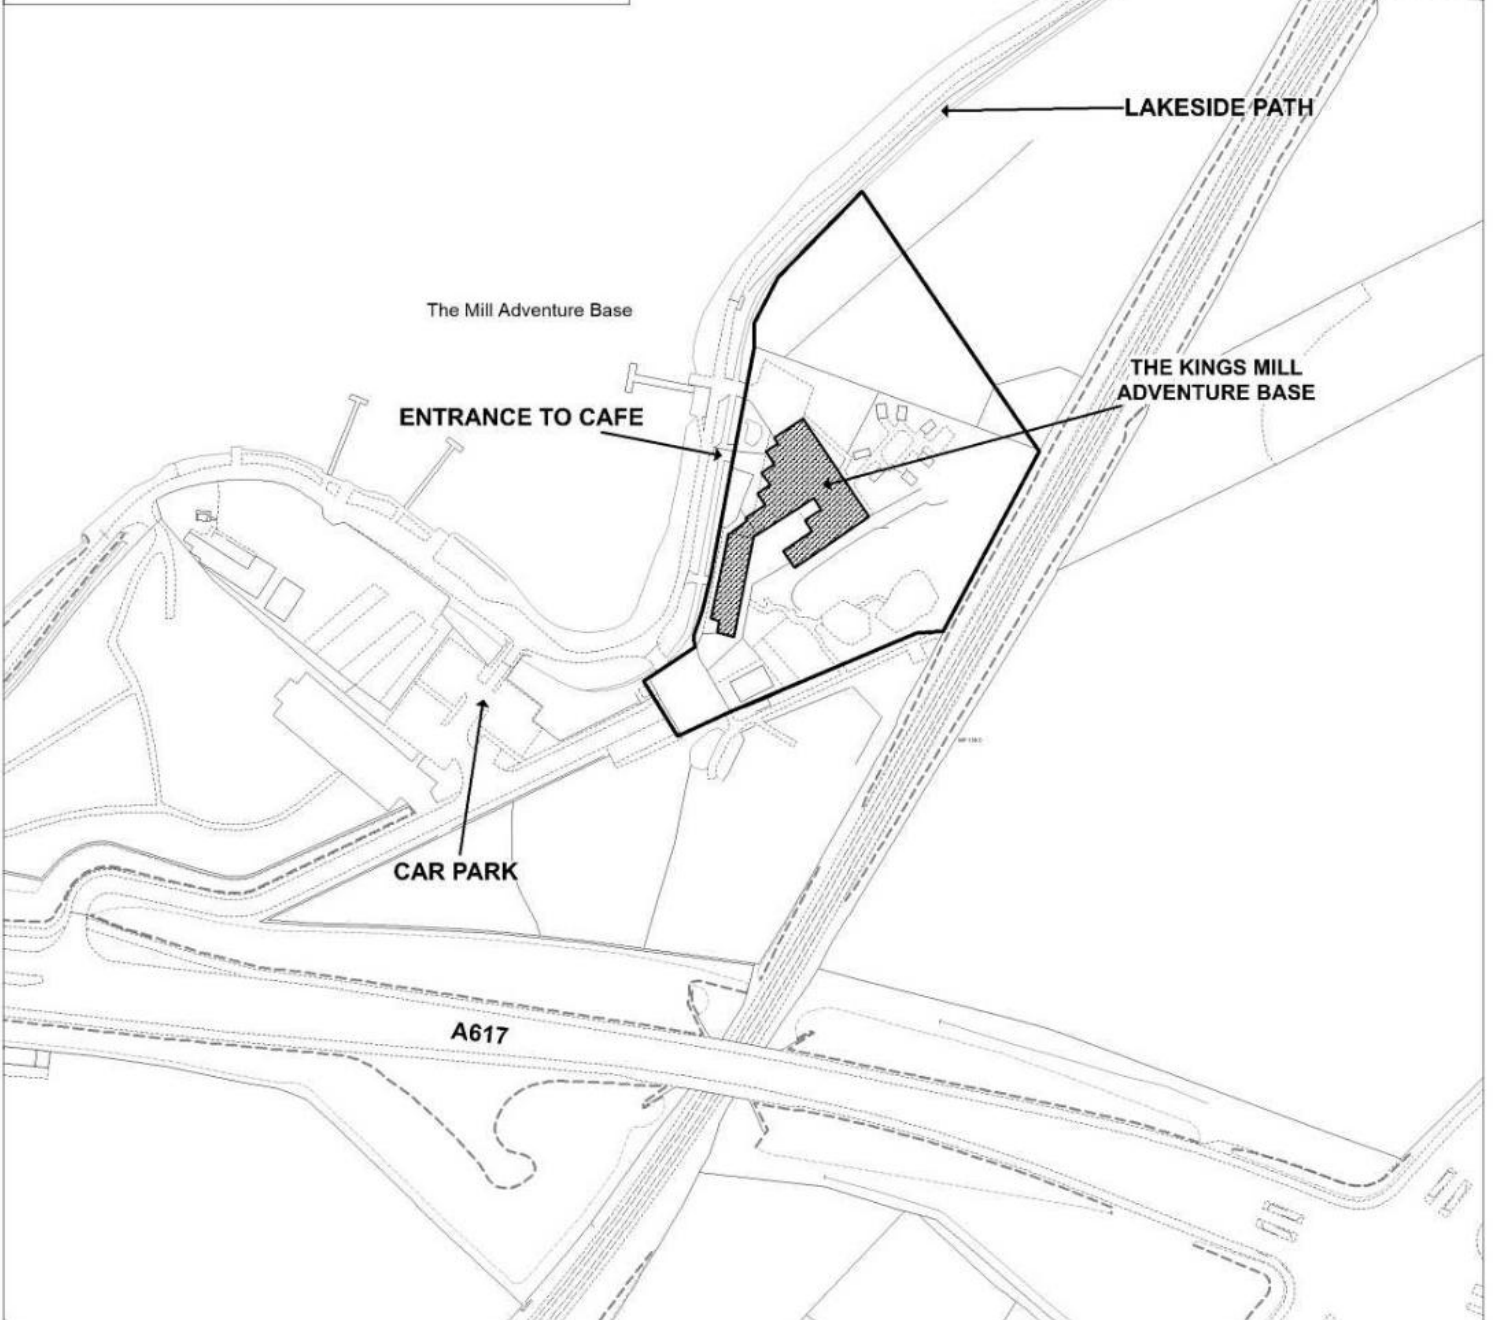 LAKESIDE PATH
The Mill Adventure Base
THE KINGS MILL
ADVENTURE BASE
ENTRANCE TO CAFE
CAR PARK
A617